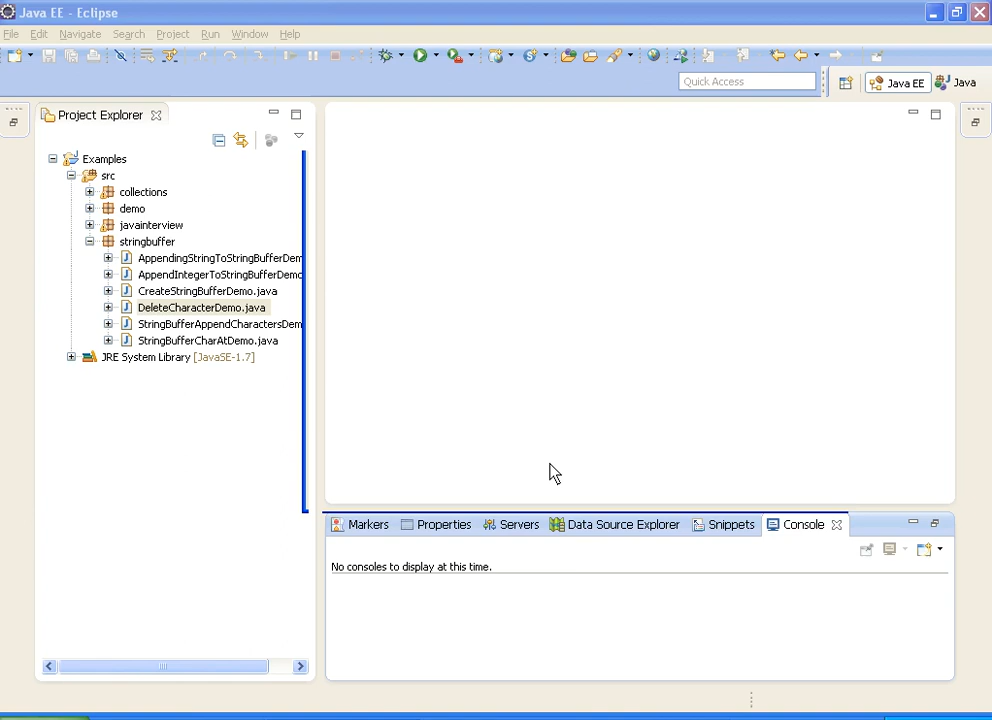 Java EE - Eclipse
File Edit Navigate Search Project Run Window Help
Quick Access
Java EE
Java
Project Explorer
Examples
src
collections
demo
javainterview
stringbuffer
AppendingStringToStringBufferDem
AppendIntegerToStringBufferDemo
CreateStringBufferDemo.java
DeleteCharacterDemo.java
StringBufferAppendCharactersDem
StringBufferCharAtDemo.java
JRE System Library [JavaSE-1.7]
Markers Properties Servers Data Source Explorer Snippets Console
No consoles to display at this time.